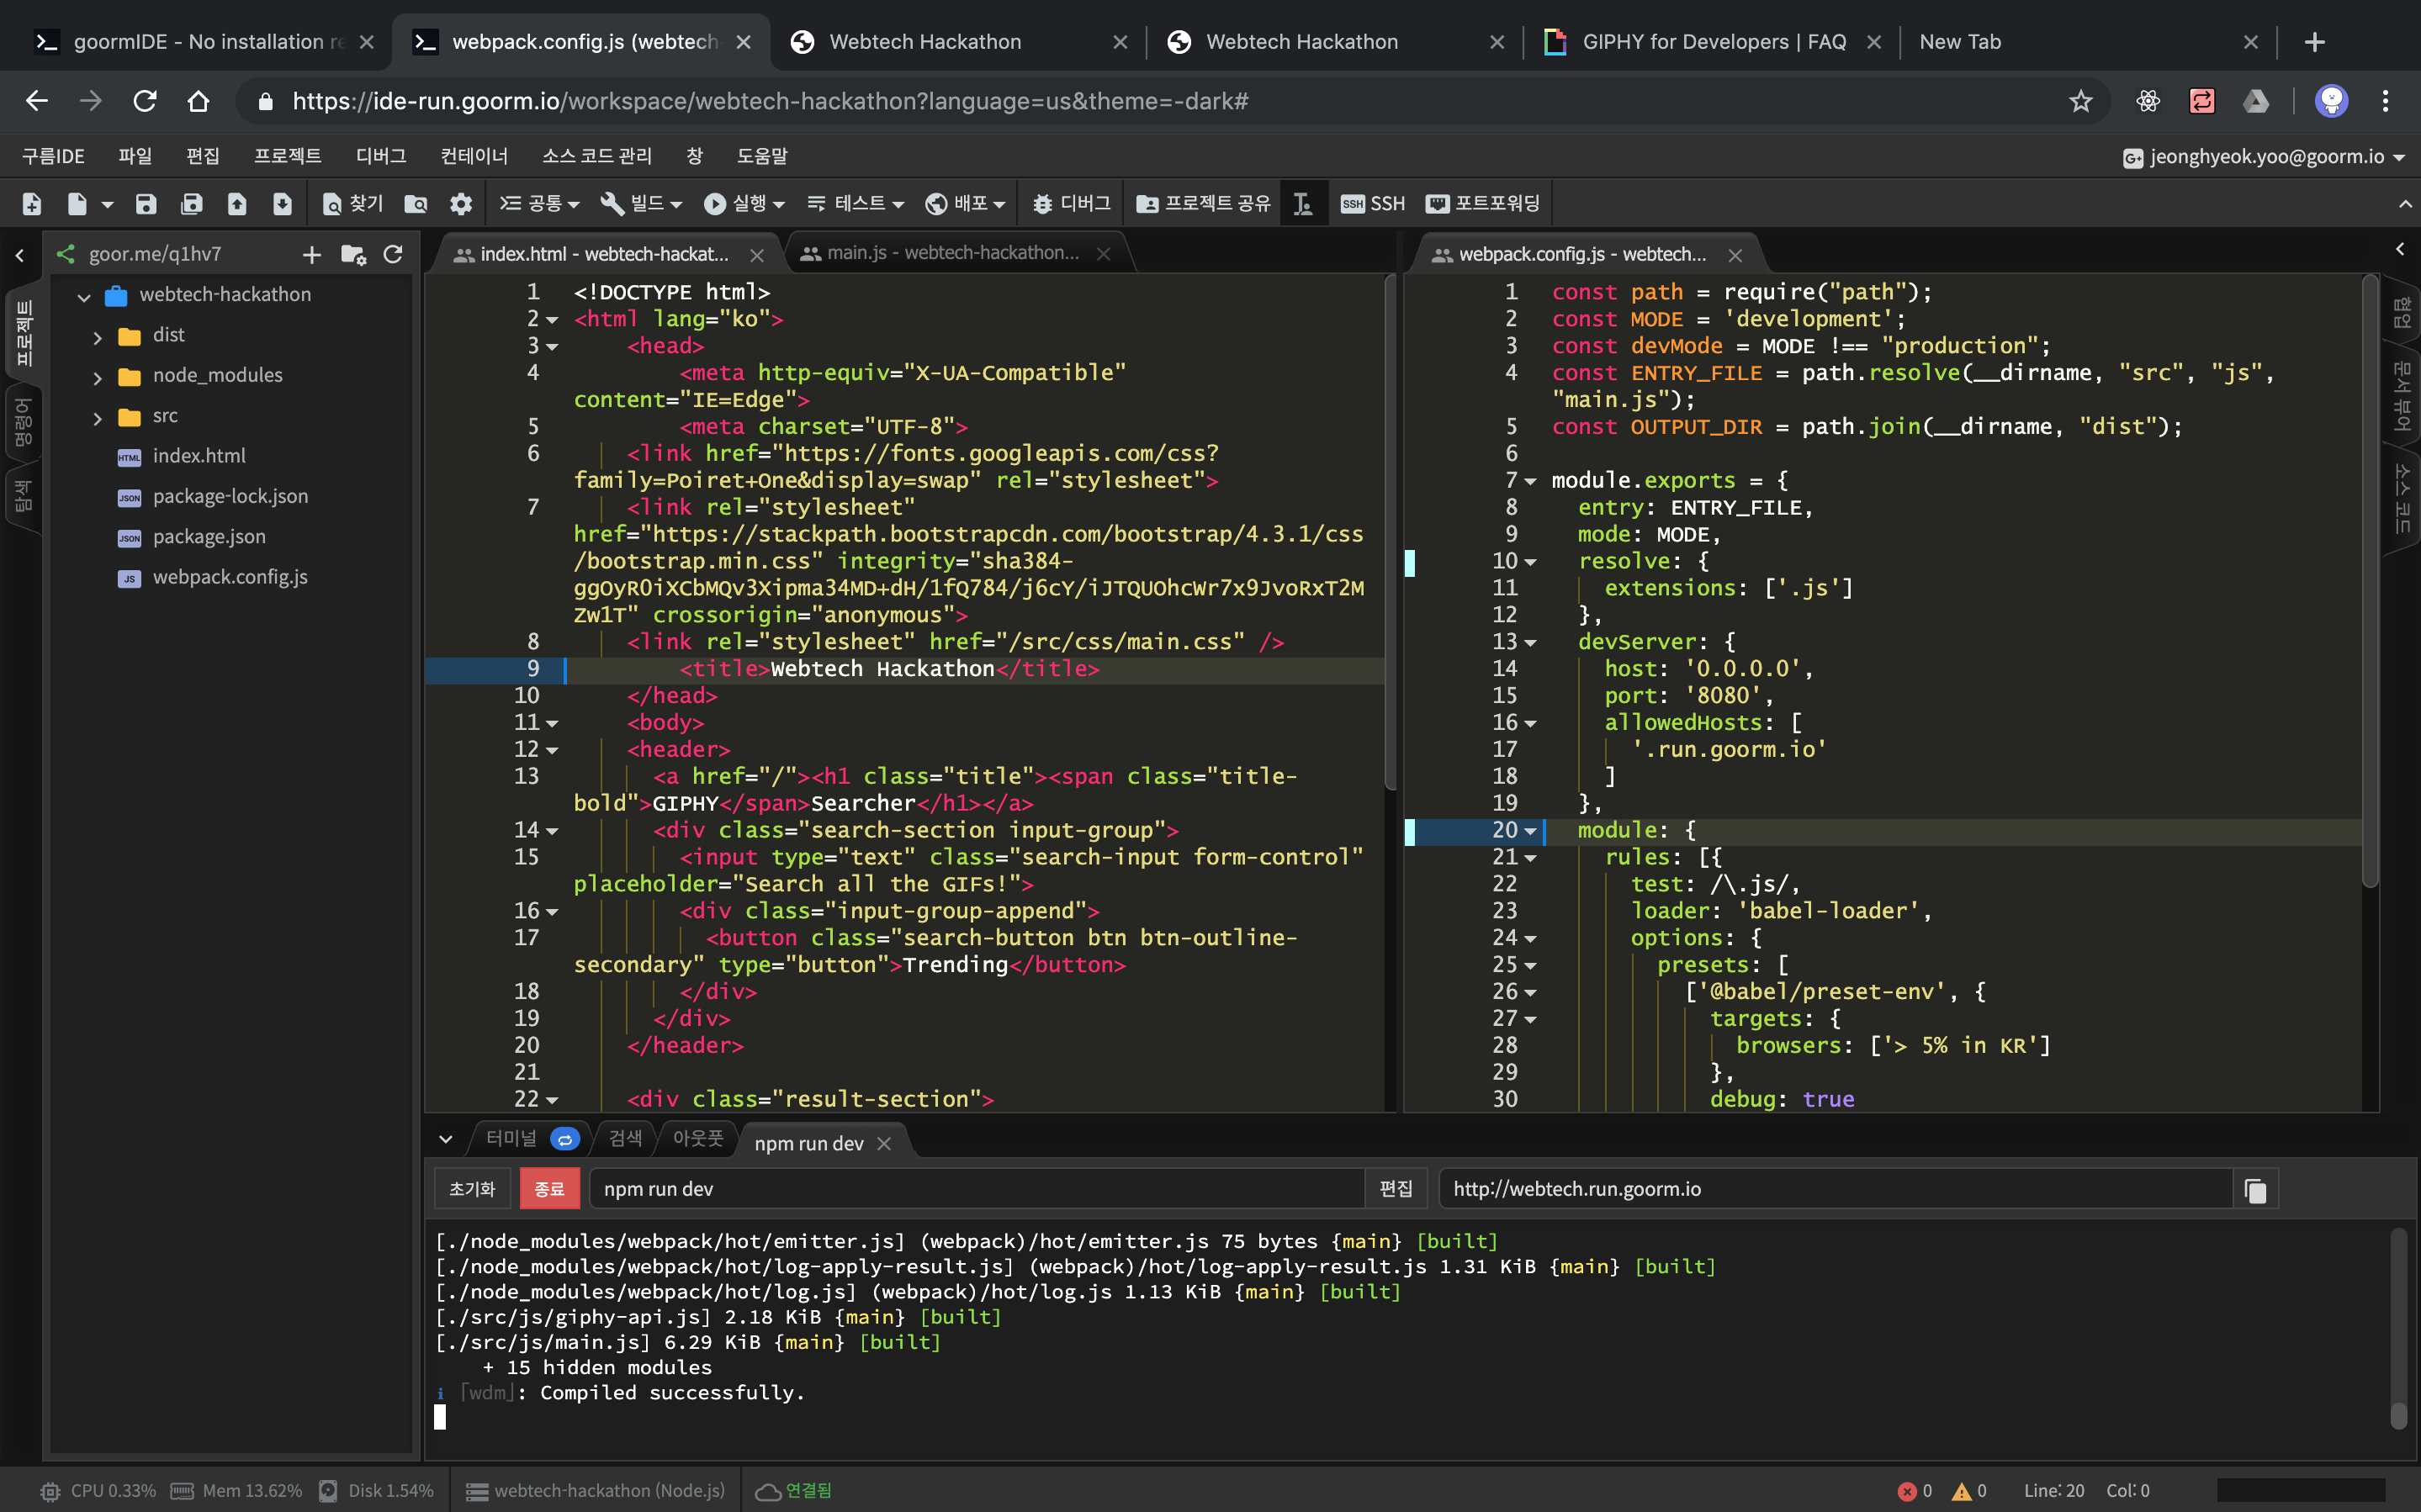 goormIDE - No installation re
webpack.config.js (webtech-
Webtech Hackathon
Webtech Hackathon
GIPHY for Developers | FAQ
New Tab
https://ide-run.goorm.io/workspace/webtech-hackathon?language=us&theme=-dark#
구름IDE 파일 편집 프로젝트 디버그 컨테이너 소스 코드 관리 창 도움말
jeonghyeok.yoo@goorm.io
찾기 공통 빌드 실행 테스트 배포 디버그 프로젝트 공유 SSH SSH 포트포워딩
goor.me/q1hv7
프로젝트
명령어
탐색
webtech-hackathon
dist
node_modules
src
HTML index.html
JSON package-lock.json
JSON package.json
JS webpack.config.js
index.html - webtech-hackat...
main.js - webtech-hackathon...
1 <!DOCTYPE html>
2 <html lang="ko">
3 <head>
4 <meta http-equiv="X-UA-Compatible"
content="IE=Edge">
5 <meta charset="UTF-8">
6 <link href="https://fonts.googleapis.com/css?
family=Poiret+One&display=swap" rel="stylesheet">
7 <link rel="stylesheet"
href="https://stackpath.bootstrapcdn.com/bootstrap/4.3.1/css
/bootstrap.min.css" integrity="sha384-
ggOyR0iXCbMQv3Xipma34MD+dH/1fQ784/j6cY/iJTQUOhcWr7x9JvoRxT2M
Zw1T" crossorigin="anonymous">
8 <link rel="stylesheet" href="/src/css/main.css" />
9 <title>Webtech Hackathon</title>
10 </head>
11 <body>
12 <header>
13 <a href="/"><h1 class="title"><span class="title-
bold">GIPHY</span>Searcher</h1></a>
14 <div class="search-section input-group">
15 <input type="text" class="search-input form-control"
placeholder="Search all the GIFs!">
16 <div class="input-group-append">
17 <button class="search-button btn btn-outline-
secondary" type="button">Trending</button>
18 </div>
19 </div>
20 </header>
21
22 <div class="result-section">
webpack.config.js - webtech...
1 const path = require("path");
2 const MODE = 'development';
3 const devMode = MODE !== "production";
4 const ENTRY_FILE = path.resolve(__dirname, "src", "js",
"main.js");
5 const OUTPUT_DIR = path.join(__dirname, "dist");
6
7 module.exports = {
8 entry: ENTRY_FILE,
9 mode: MODE,
10 resolve: {
11 extensions: ['.js']
12 },
13 devServer: {
14 host: '0.0.0.0',
15 port: '8080',
16 allowedHosts: [
17 '.run.goorm.io'
18 ]
19 },
20 module: {
21 rules: [{
22 test: /\.js/,
23 loader: 'babel-loader',
24 options: {
25 presets: [
26 ['@babel/preset-env', {
27 targets: {
28 browsers: ['> 5% in KR']
29 },
30 debug: true
협업
문서 뷰어
소스 코드
터미널 검색 아웃풋 npm run dev
초기화 종료 npm run dev 편집 http://webtech.run.goorm.io
[./node_modules/webpack/hot/emitter.js] (webpack)/hot/emitter.js 75 bytes {main} [built]
[./node_modules/webpack/hot/log-apply-result.js] (webpack)/hot/log-apply-result.js 1.31 KiB {main} [built]
[./node_modules/webpack/hot/log.js] (webpack)/hot/log.js 1.13 KiB {main} [built]
[./src/js/giphy-api.js] 2.18 KiB {main} [built]
[./src/js/main.js] 6.29 KiB {main} [built]
+ 15 hidden modules
ℹ ｢wdm｣: Compiled successfully.
CPU 0.33% Mem 13.62% Disk 1.54% webtech-hackathon (Node.js) 연결됨
0 0 Line: 20 Col: 0